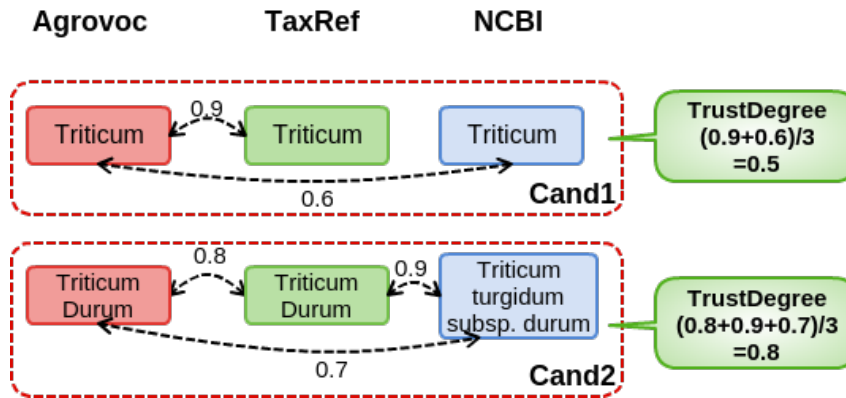 Agrovoc TaxRef NCBI
Triticum
0.9
Triticum
Triticum
0.6
Cand1
TrustDegree
(0.9+0.6)/3
=0.5
Triticum
Durum
0.8
Triticum
Durum
0.9
Triticum
turgidum
subsp. durum
0.7
Cand2
TrustDegree
(0.8+0.9+0.7)/3
=0.8